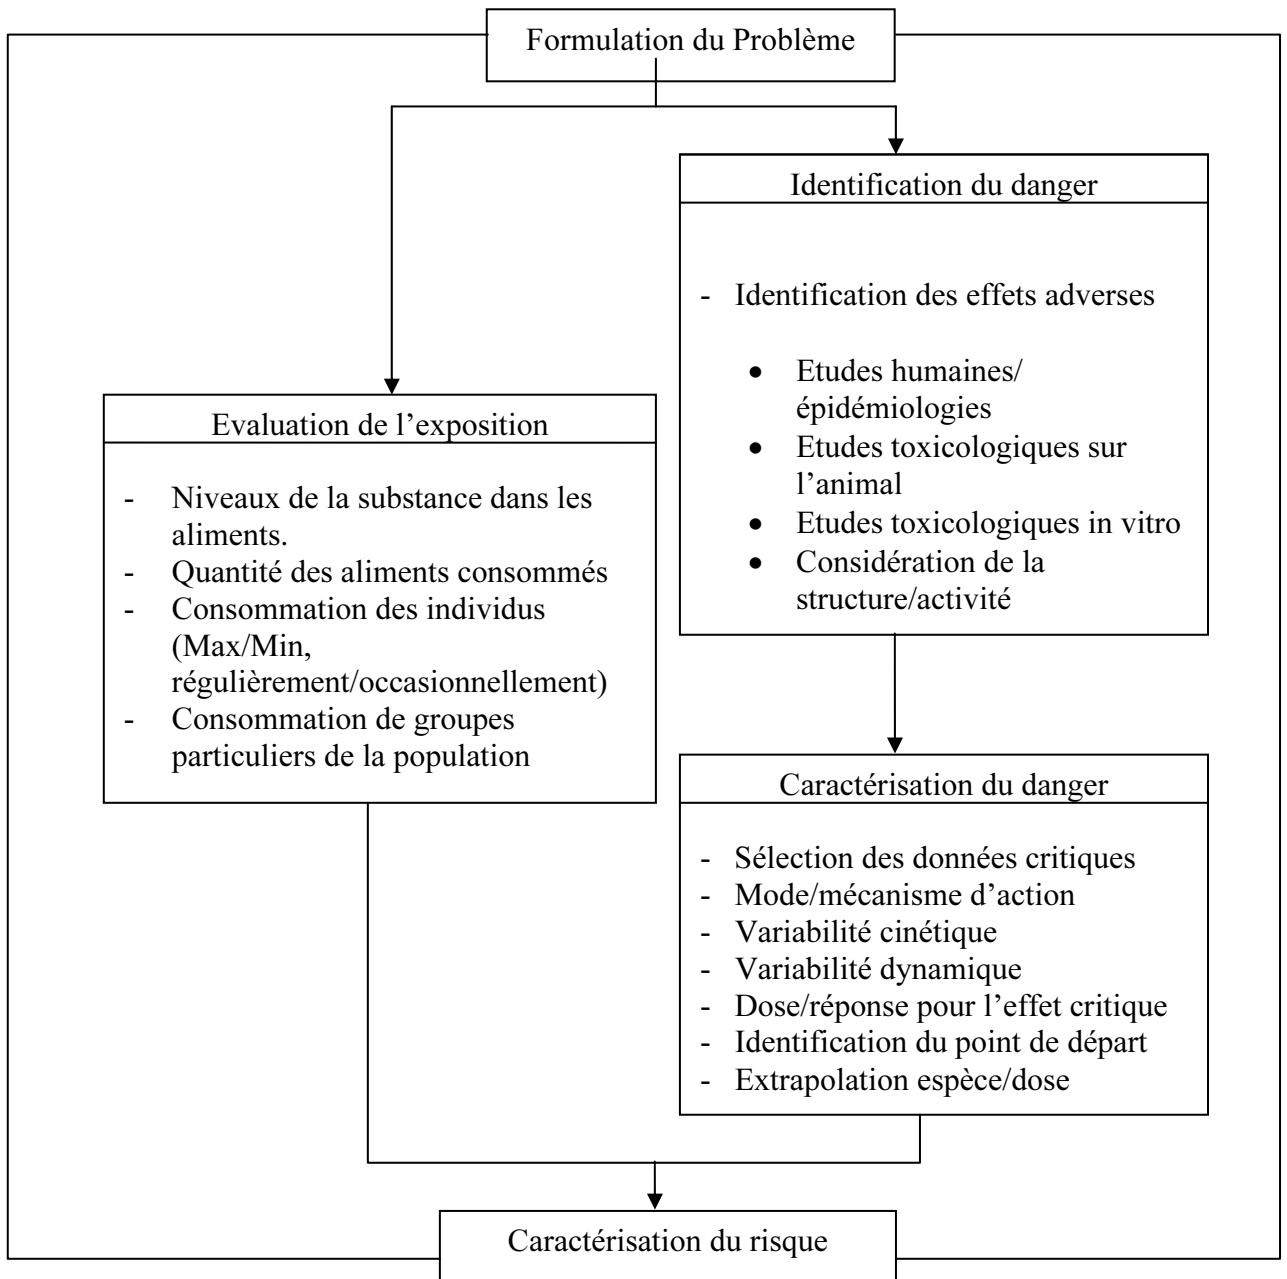 Formulation du Problème
Identification du danger
- Identification des effets adverses
• Etudes humaines/
épidémiologies
• Etudes toxicologiques sur
l’animal
• Etudes toxicologiques in vitro
• Considération de la
structure/activité
Evaluation de l’exposition
- Niveaux de la substance dans les
aliments.
- Quantité des aliments consommés
- Consommation des individus
(Max/Min,
régulièrement/occasionnellement)
- Consommation de groupes
particuliers de la population
Caractérisation du danger
- Sélection des données critiques
- Mode/mécanisme d’action
- Variabilité cinétique
- Variabilité dynamique
- Dose/réponse pour l’effet critique
- Identification du point de départ
- Extrapolation espèce/dose
Caractérisation du risque